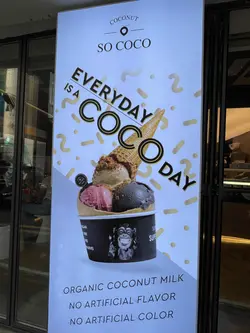 COCONUT
SO COCO
EVERYDAY
IS A
COCO
DAY
ORGANIC COCONUT MILK
NO ARTIFICIAL FLAVOR
NO ARTIFICIAL COLOR